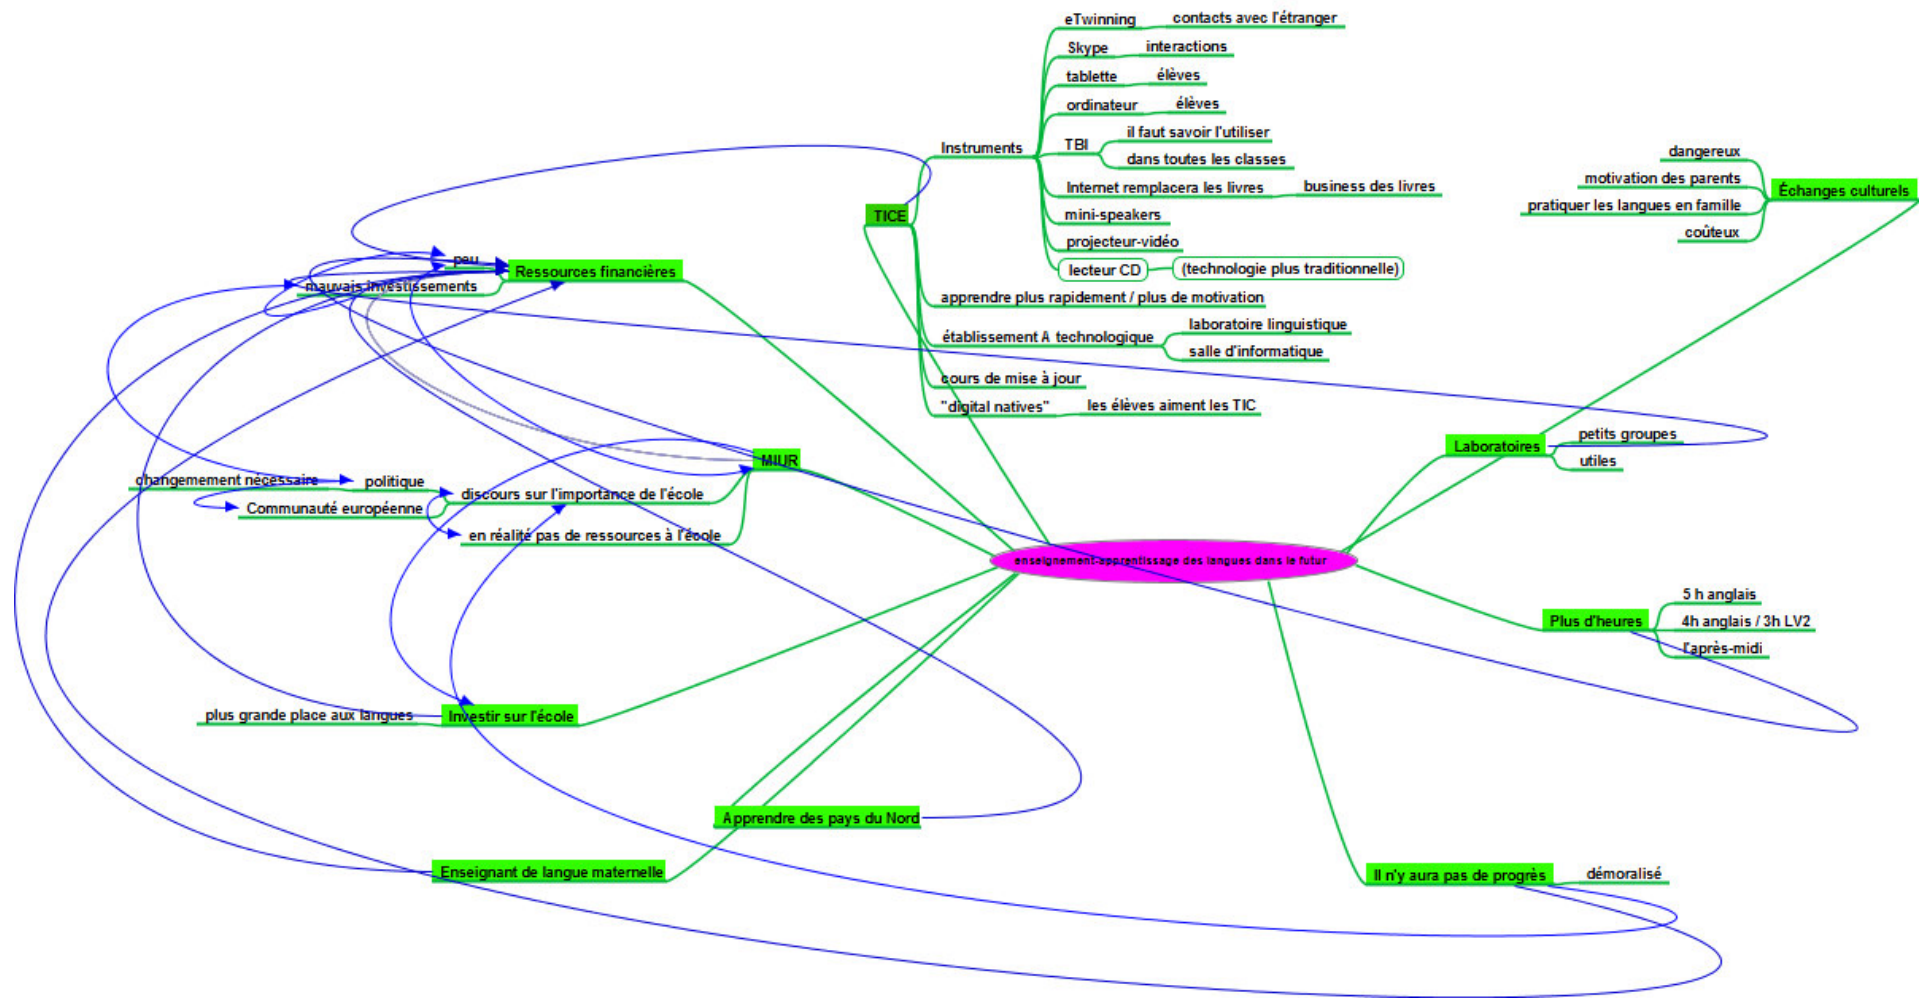 eTwinning
contacts avec l'étranger
Skype
interactions
tablette
élèves
ordinateur
élèves
Instruments
TBI
il faut savoir l'utiliser
dans toutes les classes
Internet remplacera les livres
business des livres
mini-speakers
projecteur-vidéo
lecteur CD
(technologie plus traditionnelle)
TICE
apprendre plus rapidement / plus de motivation
établissement A technologique
laboratoire linguistique
salle d'informatique
cours de mise à jour
"digital natives"
les élèves aiment les TIC
dangereux
motivation des parents
pratiquer les langues en famille
coûteux
Échanges culturels
peu
Ressources financières
mauvais investissements
MIUR
changemement nécessaire
politique
discours sur l'importance de l'école
Communauté européenne
en réalité pas de ressources à l'école
Laboratoires
petits groupes
utiles
enseignement-apprentissage des langues dans le futur
Plus d'heures
5 h anglais
4h anglais / 3h LV2
l'après-midi
plus grande place aux langues
Investir sur l'école
Apprendre des pays du Nord
Enseignant de langue maternelle
Il n'y aura pas de progrès
démoralisé